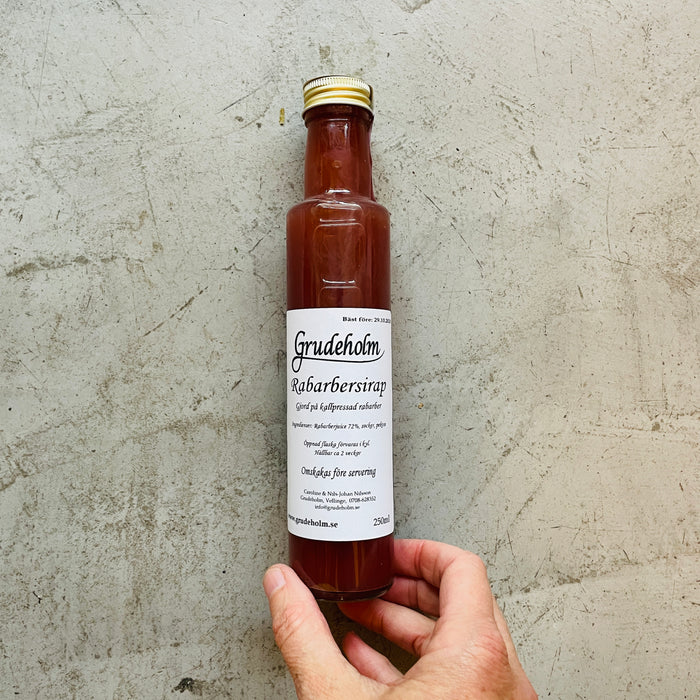 Bäst före: 29.10.20
Grudeholm
Rabarbersirap
Gjord på kallpressad rabarber
Ingredienser: Rabarberjuice 72%, socker, pektin
Öppnad flaska förvaras i kyl.
Hållbar ca 2 veckor
Omskakas före servering
Caroline & Nils-Johan Nilsson
Grudeholm, Vellinge, 0708-628352
info@grudeholm.se
www.grudeholm.se 250ml